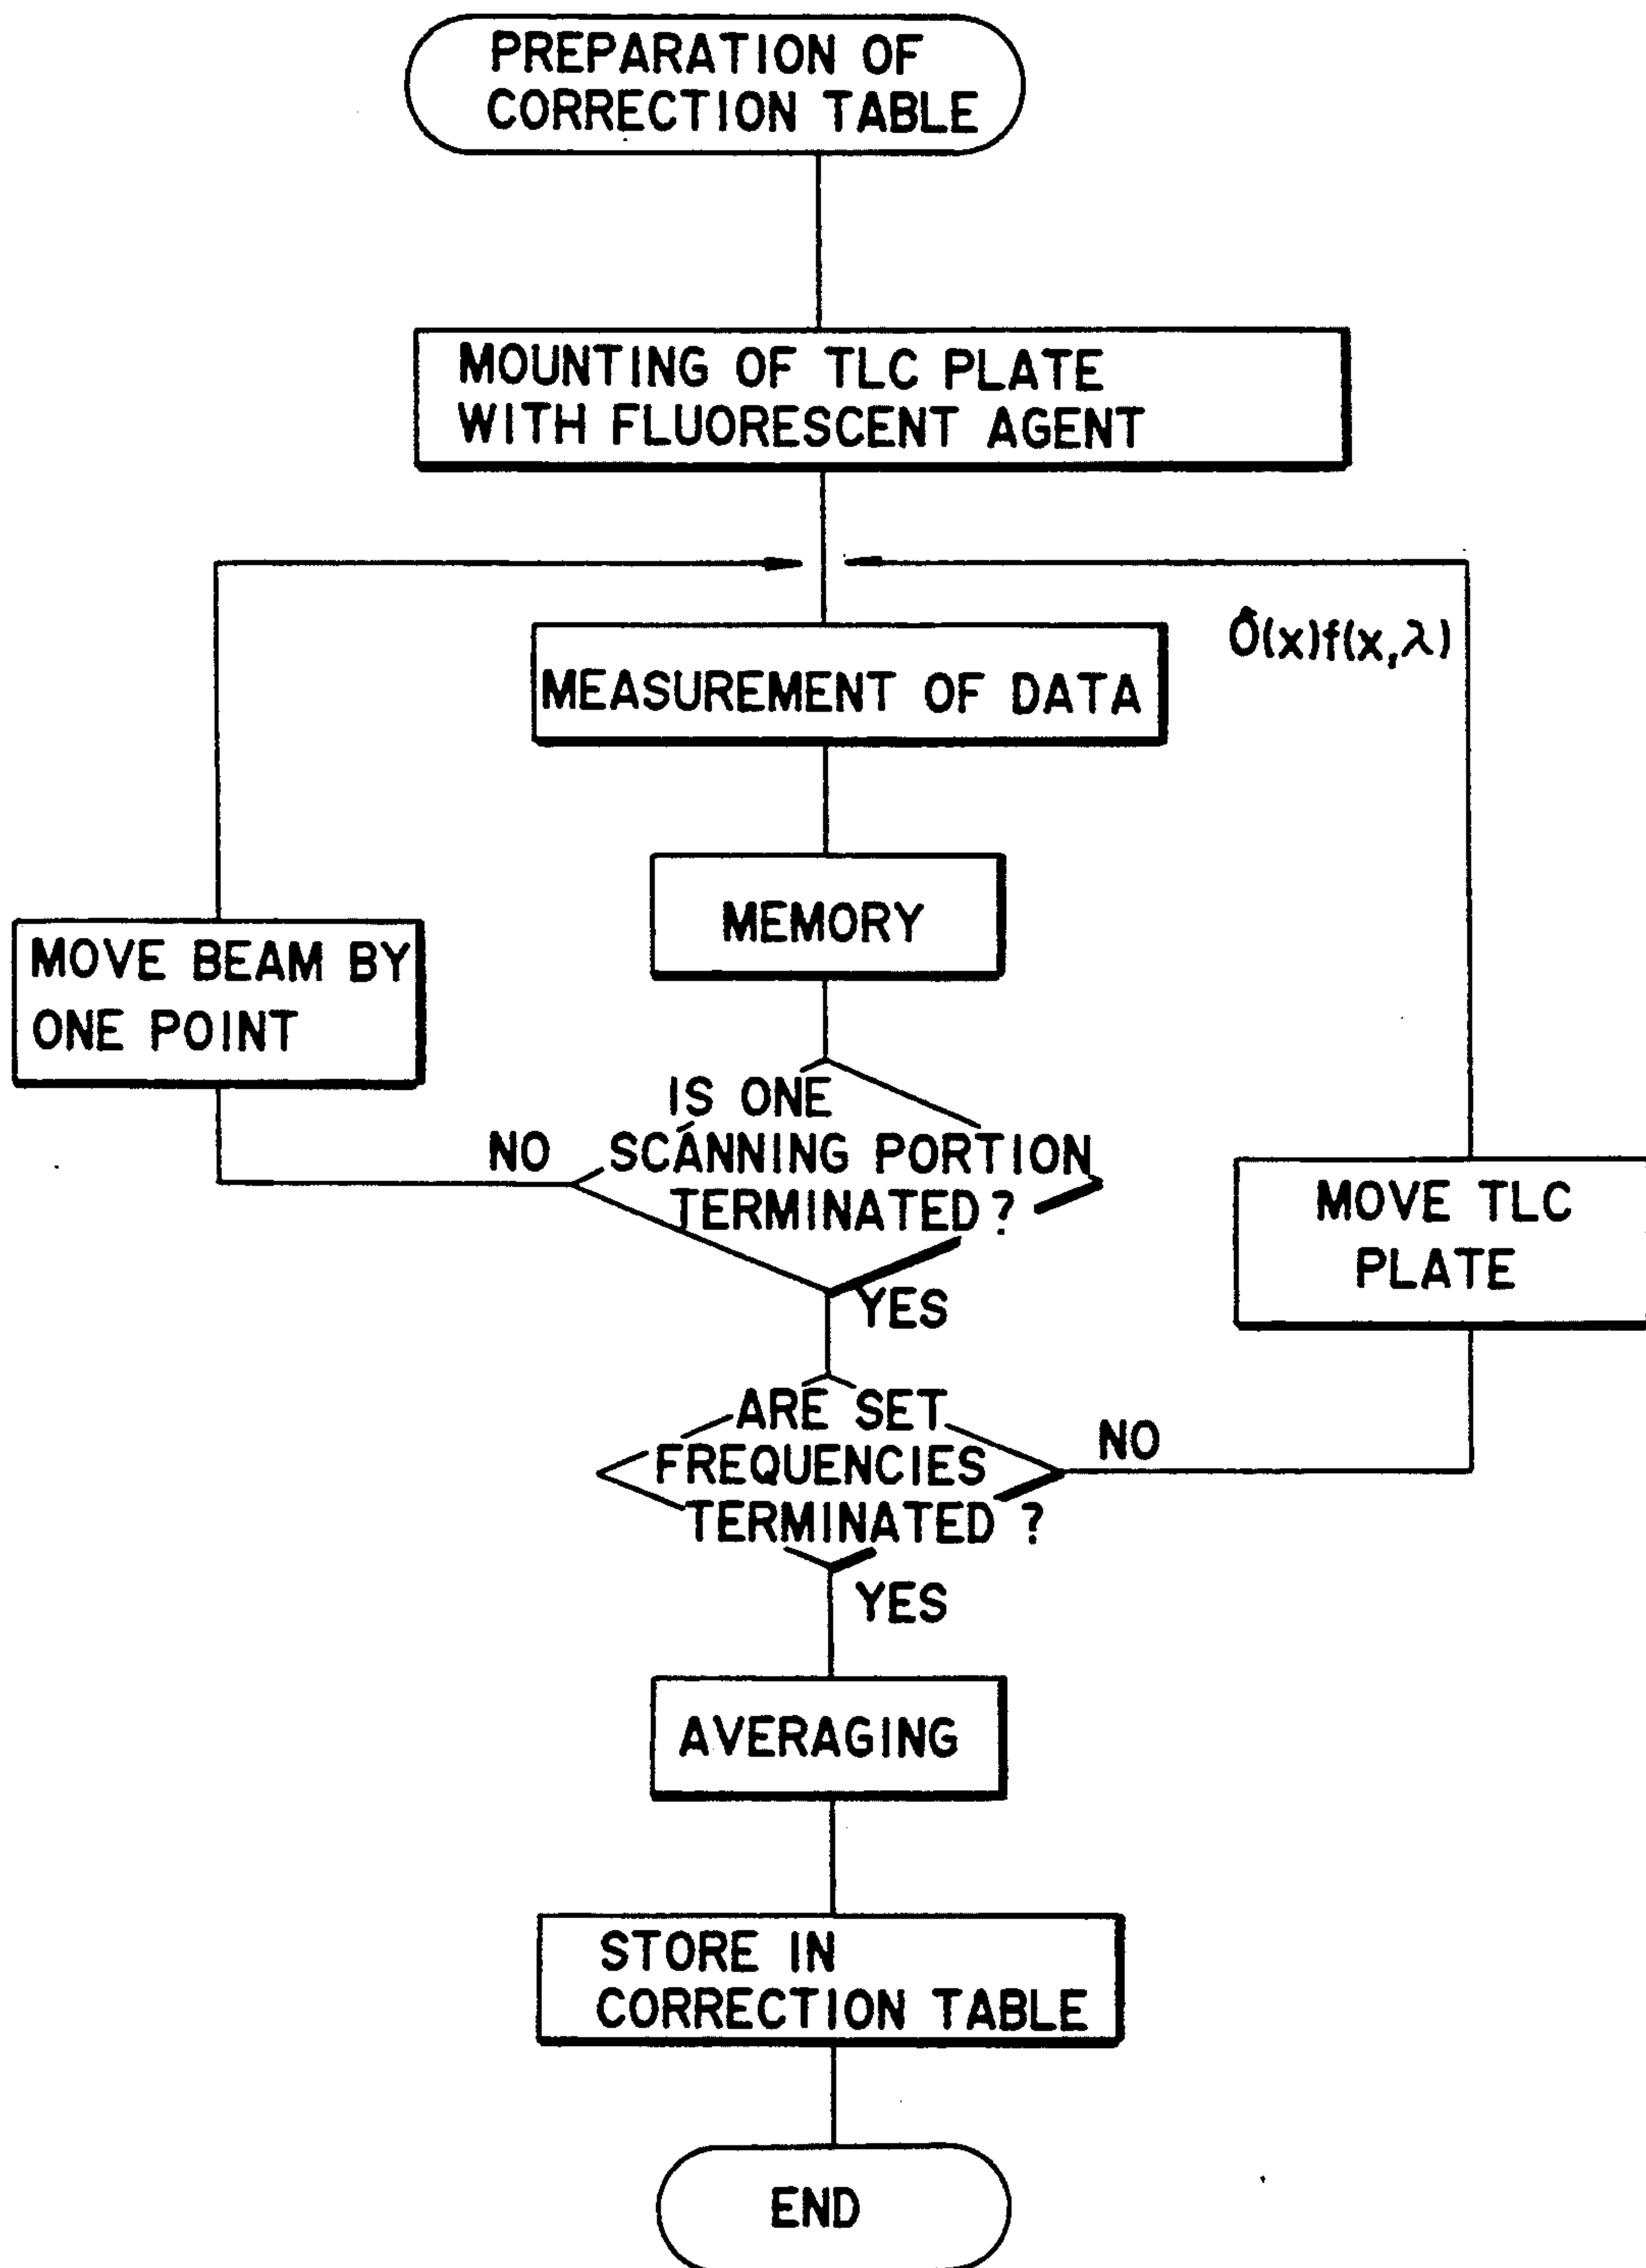 PREPARATION OF
CORRECTION TABLE
MOUNTING OF TLC PLATE
WITH FLUORESCENT AGENT
Ô(x)f(x,λ)
MEASUREMENT OF DATA
MEMORY
MOVE BEAM BY
ONE POINT
IS ONE
NO
SCANNING PORTION
TERMINATED?
MOVE TLC
PLATE
YES
ARE SET
FREQUENCIES
TERMINATED ?
NO
YES
AVERAGING
STORE IN
CORRECTION TABLE
END